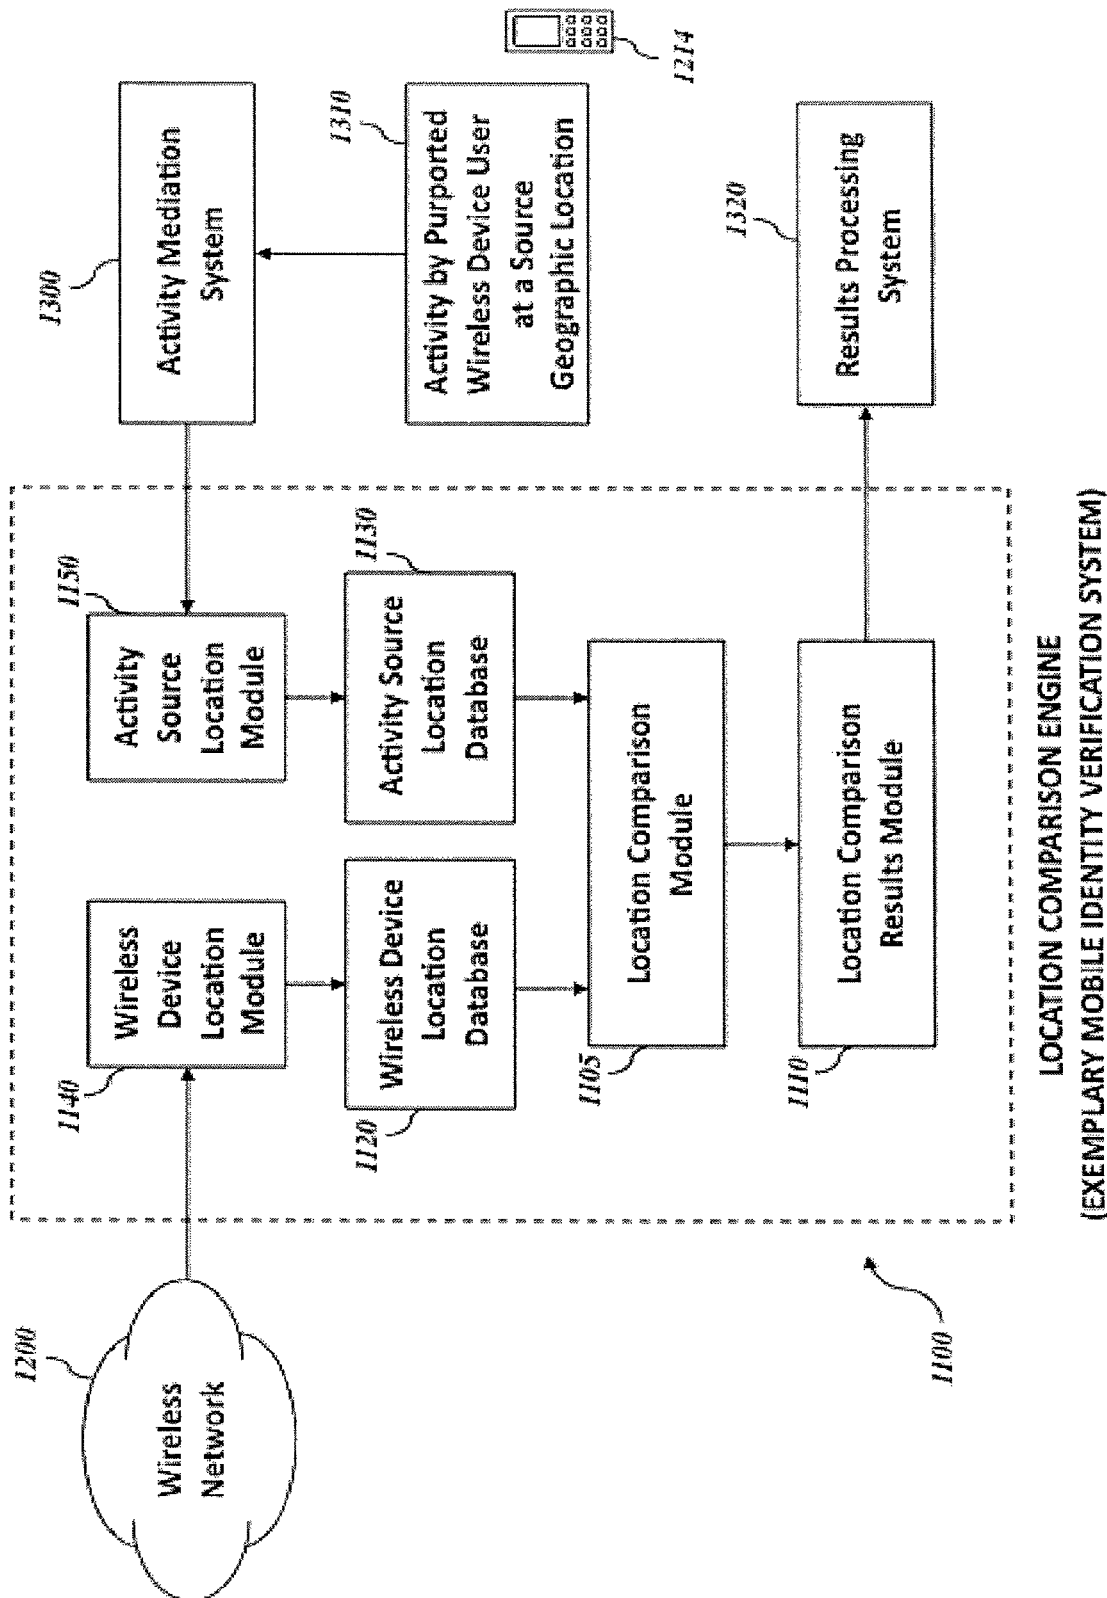 1200
Wireless
Network
1140
Wireless
Device
Location
Module
1150
Activity
Source
Location
Module
1300
Activity Mediation
System
1120
Wireless Device
Location
Database
1130
Activity Source
Location
Database
1310
Activity by Purported
Wireless Device User
at a Source
Geographic Location
1214
1105
Location Comparison
Module
1110
Location Comparison
Results Module
1320
Results Processing
System
1100
LOCATION COMPARISON ENGINE
(EXEMPLARY MOBILE IDENTITY VERIFICATION SYSTEM)